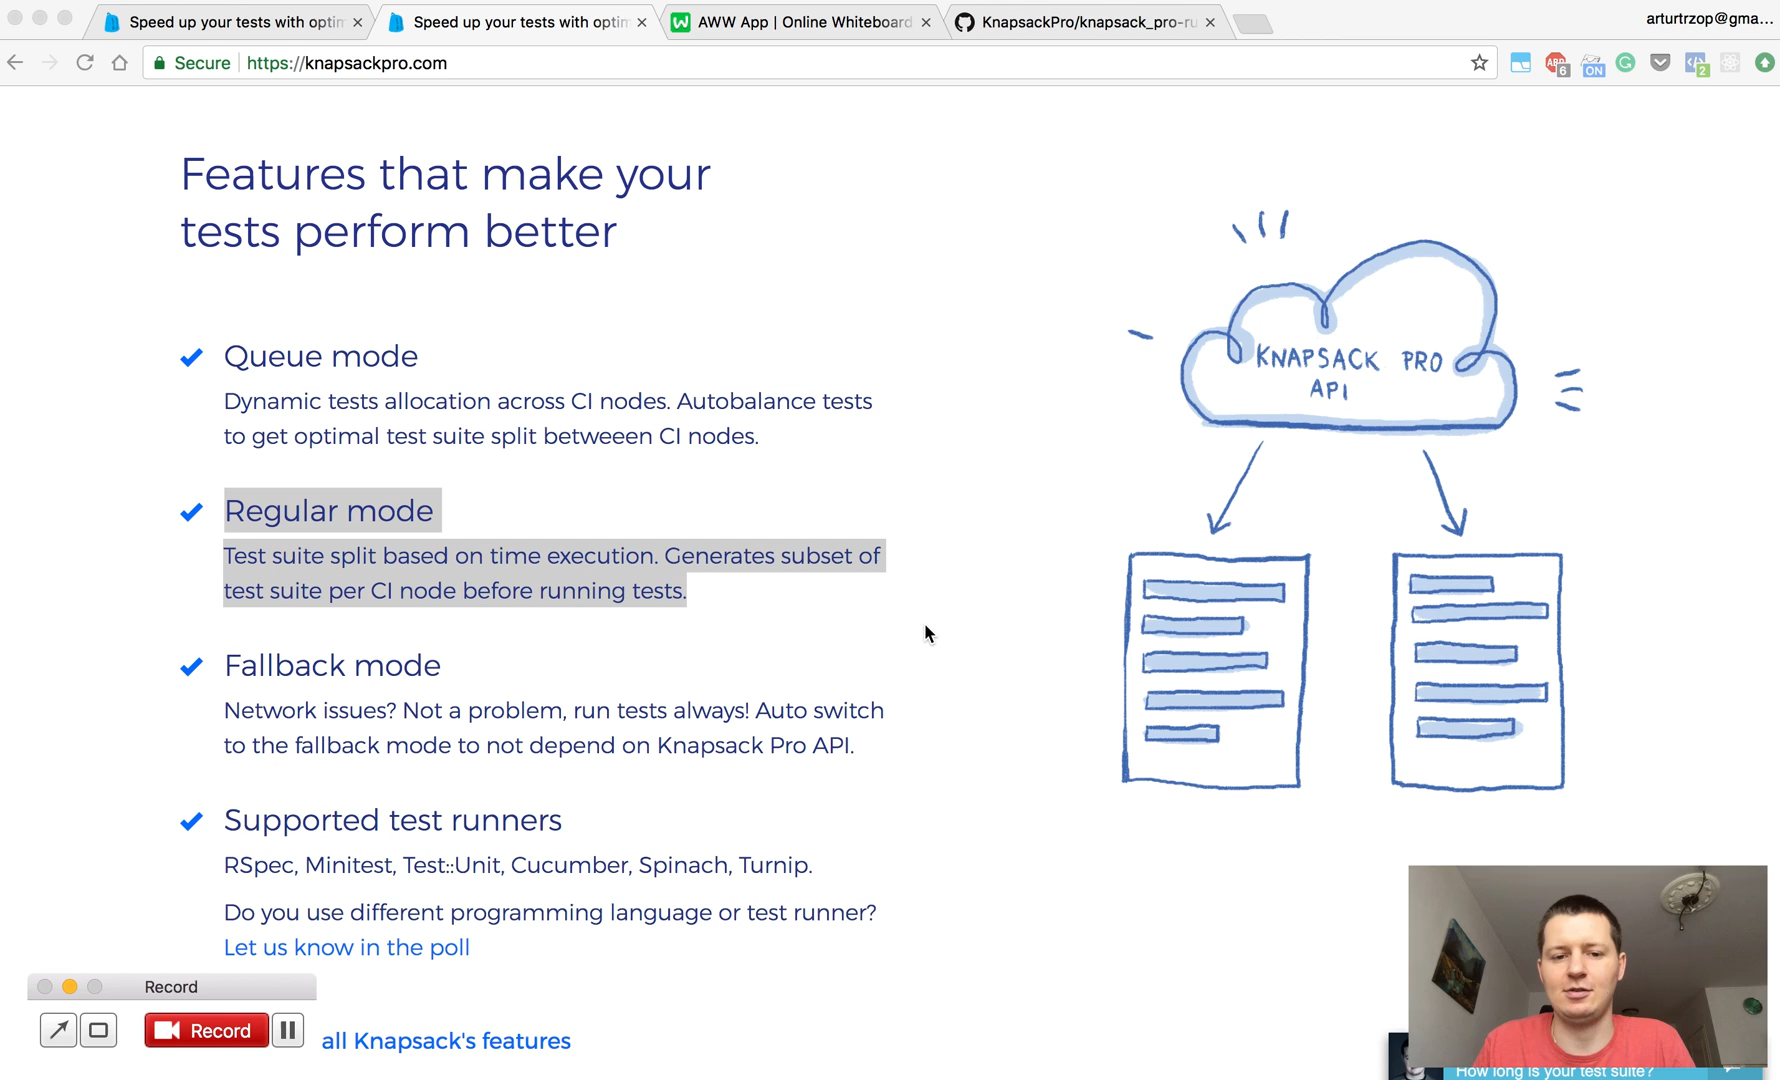 Speed up your tests with optim
Speed up your tests with optim
AWW App | Online Whiteboard
KnapsackPro/knapsack_pro-ru
arturtrzop@gma...
Secure
https://knapsackpro.com
ABP
6
ON
2
Features that make your
tests perform better
Queue mode
Dynamic tests allocation across CI nodes. Autobalance tests
to get optimal test suite split betweeen CI nodes.
Regular mode
Test suite split based on time execution. Generates subset of
test suite per CI node before running tests.
Fallback mode
Network issues? Not a problem, run tests always! Auto switch
to the fallback mode to not depend on Knapsack Pro API.
Supported test runners
RSpec, Minitest, Test::Unit, Cucumber, Spinach, Turnip.
Do you use different programming language or test runner?
Let us know in the poll
all Knapsack's features
KNAPSACK PRO
API
Record
Record
How long is your test suite?